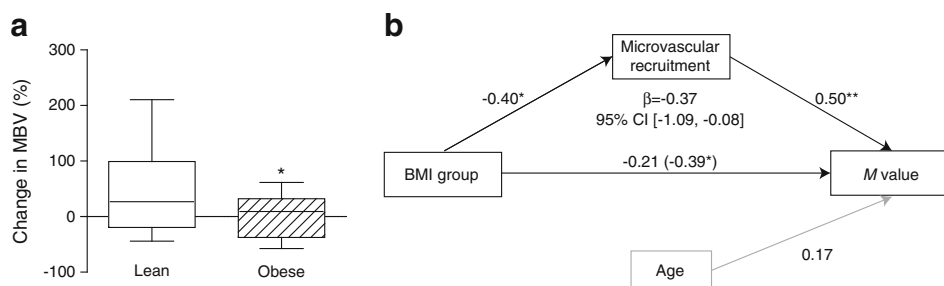 a
300
200
100
0
-100
Change in MBV (%)
*
Lean
Obese
b
Microvascular
recruitment
-0.40*
β=-0.37
95% CI [-1.09, -0.08]
0.50**
BMI group
-0.21 (-0.39*)
M value
Age
0.17